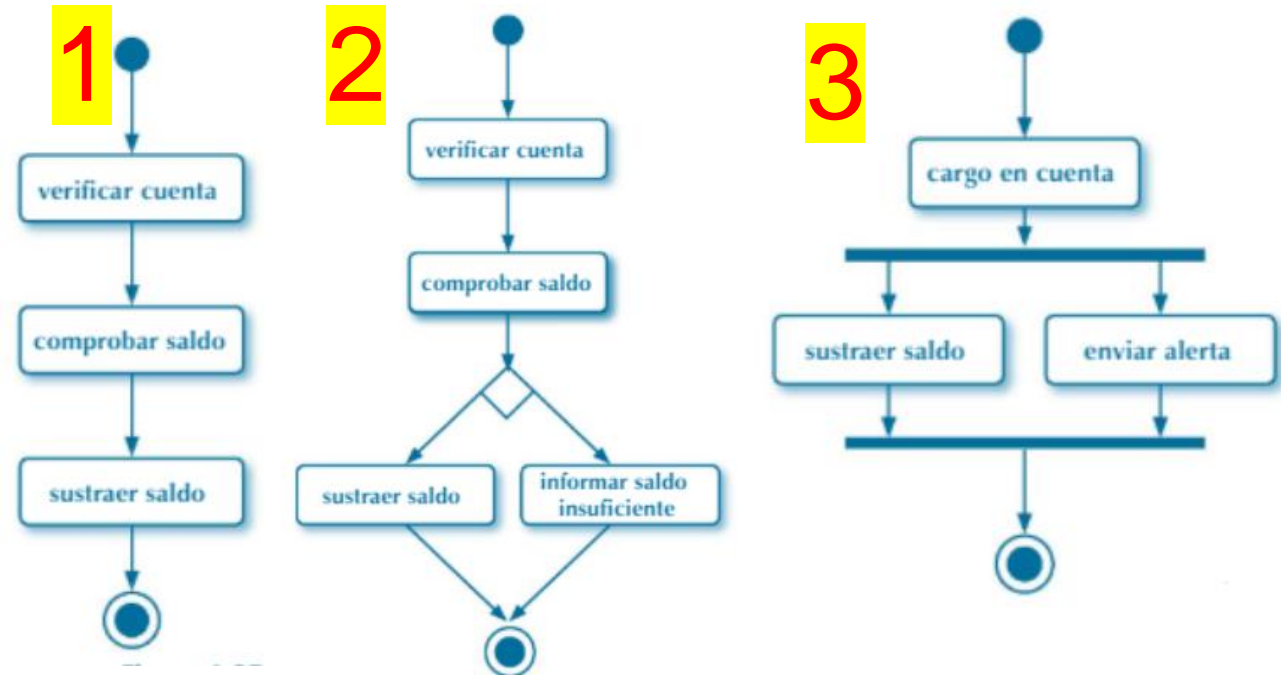 1
verificar cuenta
comprobar saldo
sustraer saldo
2
verificar cuenta
comprobar saldo
sustraer saldo
informar saldo
insuficiente
3
cargo en cuenta
sustraer saldo
enviar alerta